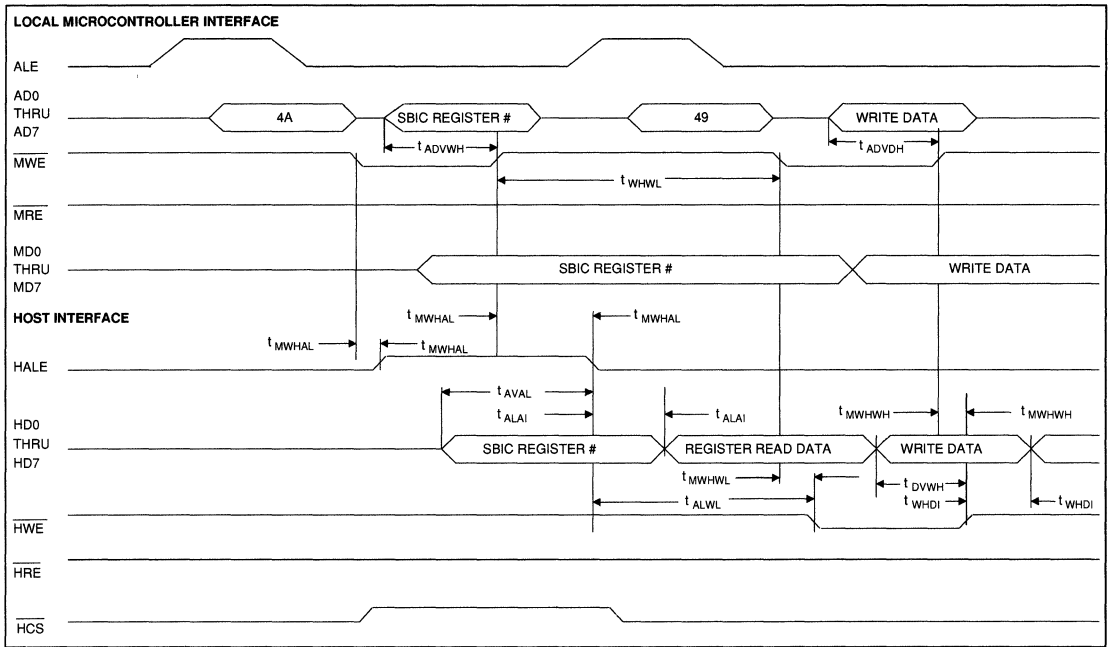 LOCAL MICROCONTROLLER INTERFACE
ALE
AD0
THRU
AD7
4A
SBIC REGISTER #
49
WRITE DATA
t ADVWH
t ADVDH
MWE
t WHWL
MRE
MD0
THRU
MD7
SBIC REGISTER #
WRITE DATA
HOST INTERFACE
t MWHAL
t MWHAL
t MWHAL
t MWHAL
HALE
t AVAL
t ALAI
t ALAI
t MWHWH
t MWHWH
HD0
THRU
HD7
SBIC REGISTER #
REGISTER READ DATA
WRITE DATA
t MWHWL
t DVWH
t ALWL
t WHDI
t WHDI
HWE
HRE
HCS